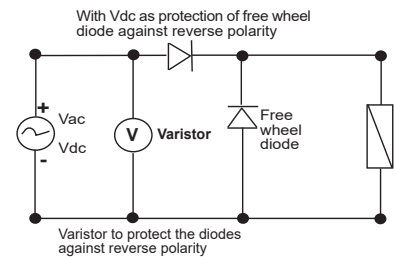 With Vdc as protection of free wheel
diode against reverse polarity
+
Vac
Vdc
-
V
Varistor
Free
wheel
diode
Varistor to protect the diodes
against reverse polarity